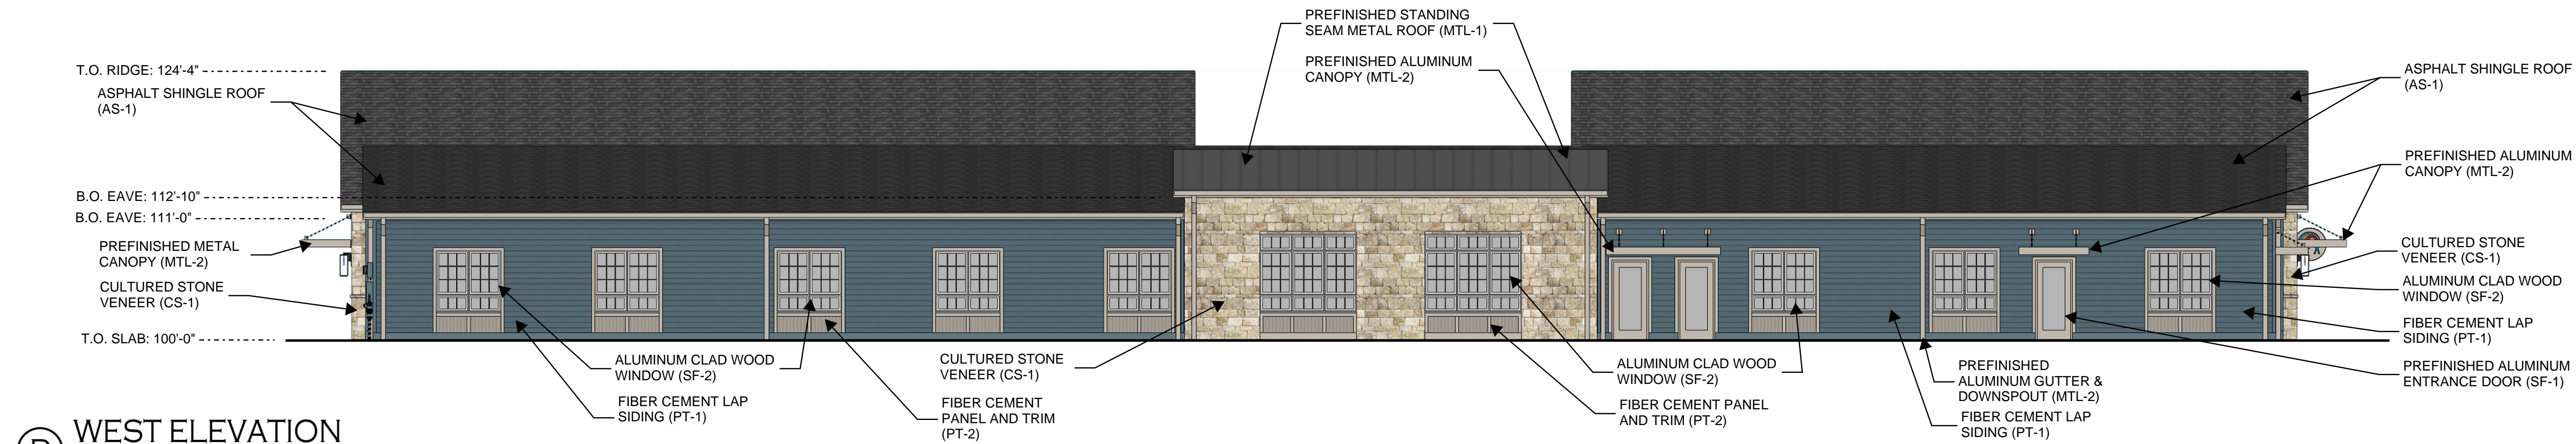 PREFINISHED STANDING
SEAM METAL ROOF (MTL-1)
PREFINISHED ALUMINUM
CANOPY (MTL-2)
T.O. RIDGE: 124'-4"
ASPHALT SHINGLE ROOF
(AS-1)
B.O. EAVE: 112'-10"
B.O. EAVE: 111'-0"
PREFINISHED METAL
CANOPY (MTL-2)
CULTURED STONE
VENEER (CS-1)
T.O. SLAB: 100'-0"
ASPHALT SHINGLE ROOF
(AS-1)
PREFINISHED ALUMINUM
CANOPY (MTL-2)
CULTURED STONE
VENEER (CS-1)
ALUMINUM CLAD WOOD
WINDOW (SF-2)
FIBER CEMENT LAP
SIDING (PT-1)
PREFINISHED ALUMINUM
ENTRANCE DOOR (SF-1)
ALUMINUM CLAD WOOD
WINDOW (SF-2)
FIBER CEMENT LAP
SIDING (PT-1)
CULTURED STONE
VENEER (CS-1)
FIBER CEMENT
PANEL AND TRIM
(PT-2)
ALUMINUM CLAD WOOD
WINDOW (SF-2)
FIBER CEMENT PANEL
AND TRIM (PT-2)
PREFINISHED
ALUMINUM GUTTER &
DOWNSPOUT (MTL-2)
FIBER CEMENT LAP
SIDING (PT-1)
WEST ELEVATION